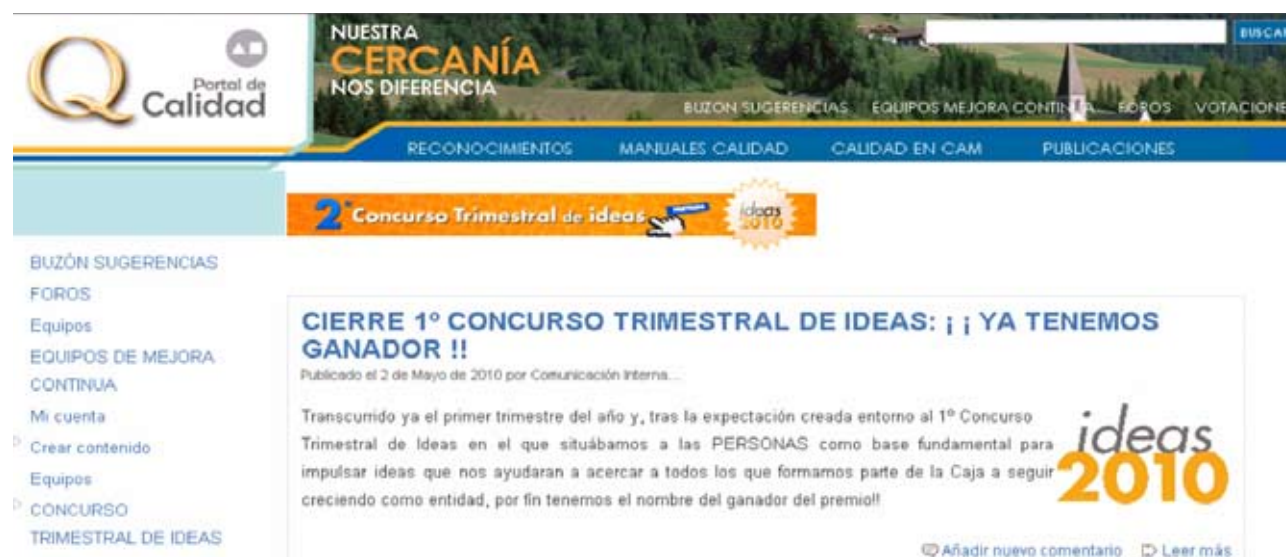 Portal de
Calidad
NUESTRA
CERCANÍA
NOS DIFERENCIA
BUSCAR
BUZON SUGERENCIAS EQUIPOS MEJORA CONTINUA FOROS VOTACIONE
RECONOCIMIENTOS MANUALES CALIDAD CALIDAD EN CAM PUBLICACIONES
2º Concurso Trimestral de ideas
ideas
2010
BUZÓN SUGERENCIAS
FOROS
Equipos
EQUIPOS DE MEJORA
CONTINUA
Mi cuenta
Crear contenido
Equipos
CONCURSO
TRIMESTRAL DE IDEAS
CIERRE 1º CONCURSO TRIMESTRAL DE IDEAS: ¡ ¡ YA TENEMOS
GANADOR !!
Publicado el 2 de Mayo de 2010 por Comunicación Interna...
Transcurrido ya el primer trimestre del año y, tras la expectación creada entorno al 1º Concurso
Trimestral de Ideas en el que situábamos a las PERSONAS como base fundamental para
impulsar ideas que nos ayudaran a acercar a todos los que formamos parte de la Caja a seguir
creciendo como entidad, por fín tenemos el nombre del ganador del premio!!
ideas
2010
Añadir nuevo comentario Leer más